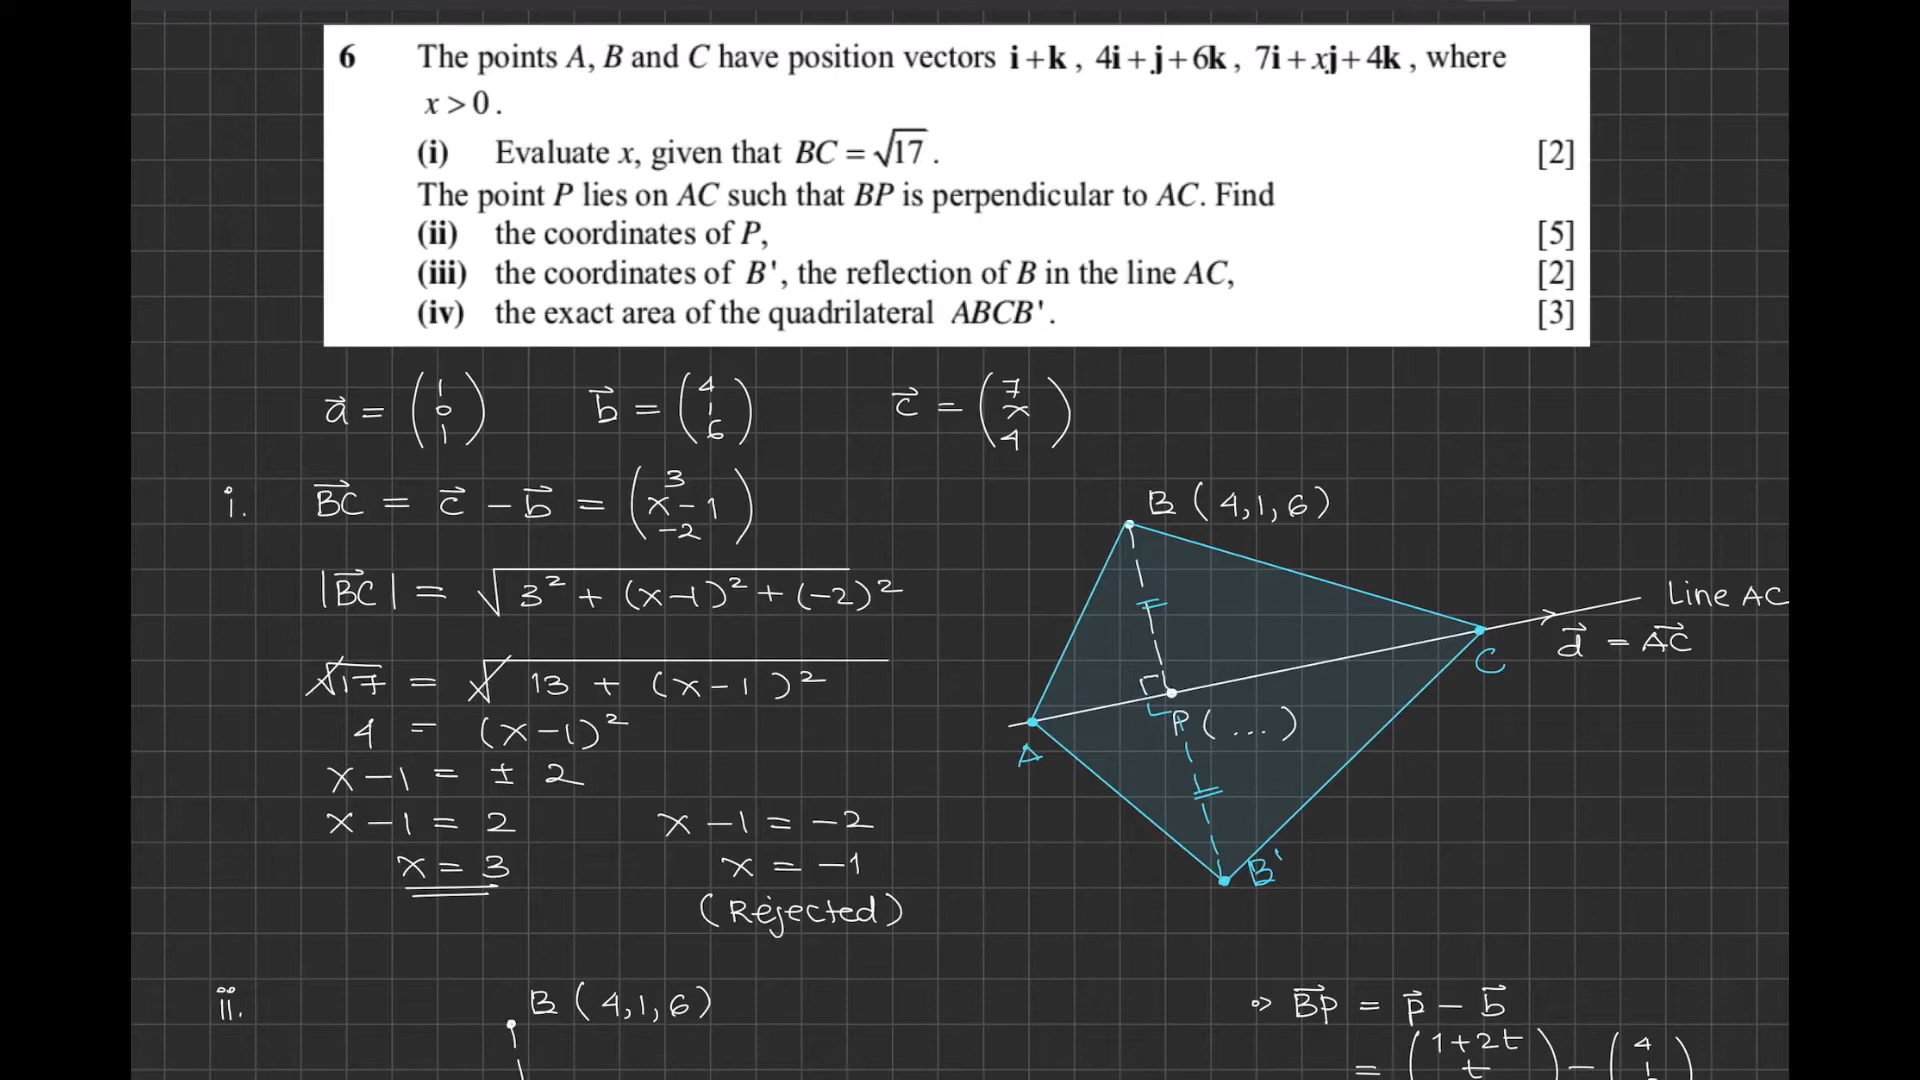 6 The points A, B and C have position vectors i+k, 4i+j+6k, 7i+xj+4k, where
x>0.
(i) Evaluate x, given that BC = √17. [2]
The point P lies on AC such that BP is perpendicular to AC. Find
(ii) the coordinates of P, [5]
(iii) the coordinates of B', the reflection of B in the line AC, [2]
(iv) the exact area of the quadrilateral ABCB'. [3]
a⃗ = (1 0 1) b⃗ = (4 1 6) c⃗ = (7 x 4)
i. BC⃗ = c⃗ − b⃗ = (3 x−1 −2)
|BC⃗| = √3² + (x−1)² + (−2)²
√17 = √13 + (x−1)²
4 = (x−1)²
x−1 = ± 2
x−1 = 2 x−1 = −2
x = 3 x = −1
(Rejected)
B (4,1,6)
Line AC
d⃗ = AC⃗
C
P (...)
A
B'
ii. B (4,1,6)
BP⃗ = p⃗ − b⃗
= (1+2t t − (4 1